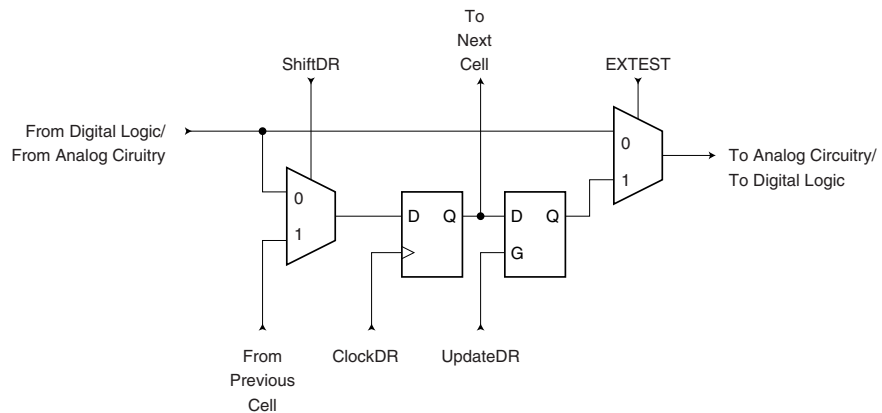 To
Next
Cell
ShiftDR
EXTEST
From Digital Logic/
From Analog Ciruitry
0
1
To Analog Circuitry/
To Digital Logic
0
1
D Q
D Q
G
From
Previous
Cell
ClockDR
UpdateDR